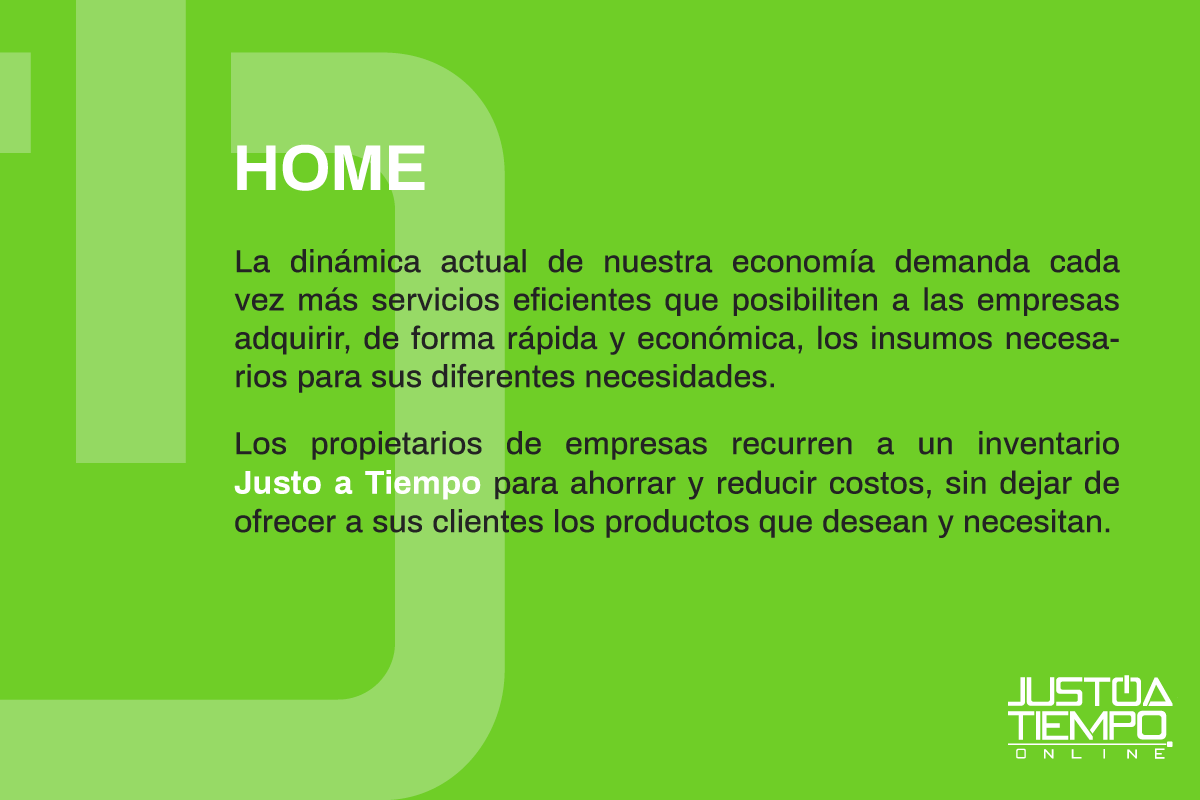 HOME
La dinámica actual de nuestra economía demanda cada
vez más servicios eficientes que posibiliten a las empresas
adquirir, de forma rápida y económica, los insumos necesa-
rios para sus diferentes necesidades.
Los propietarios de empresas recurren a un inventario
Justo a Tiempo para ahorrar y reducir costos, sin dejar de
ofrecer a sus clientes los productos que desean y necesitan.
JUSTO A
TIEMPO.
ONLINE